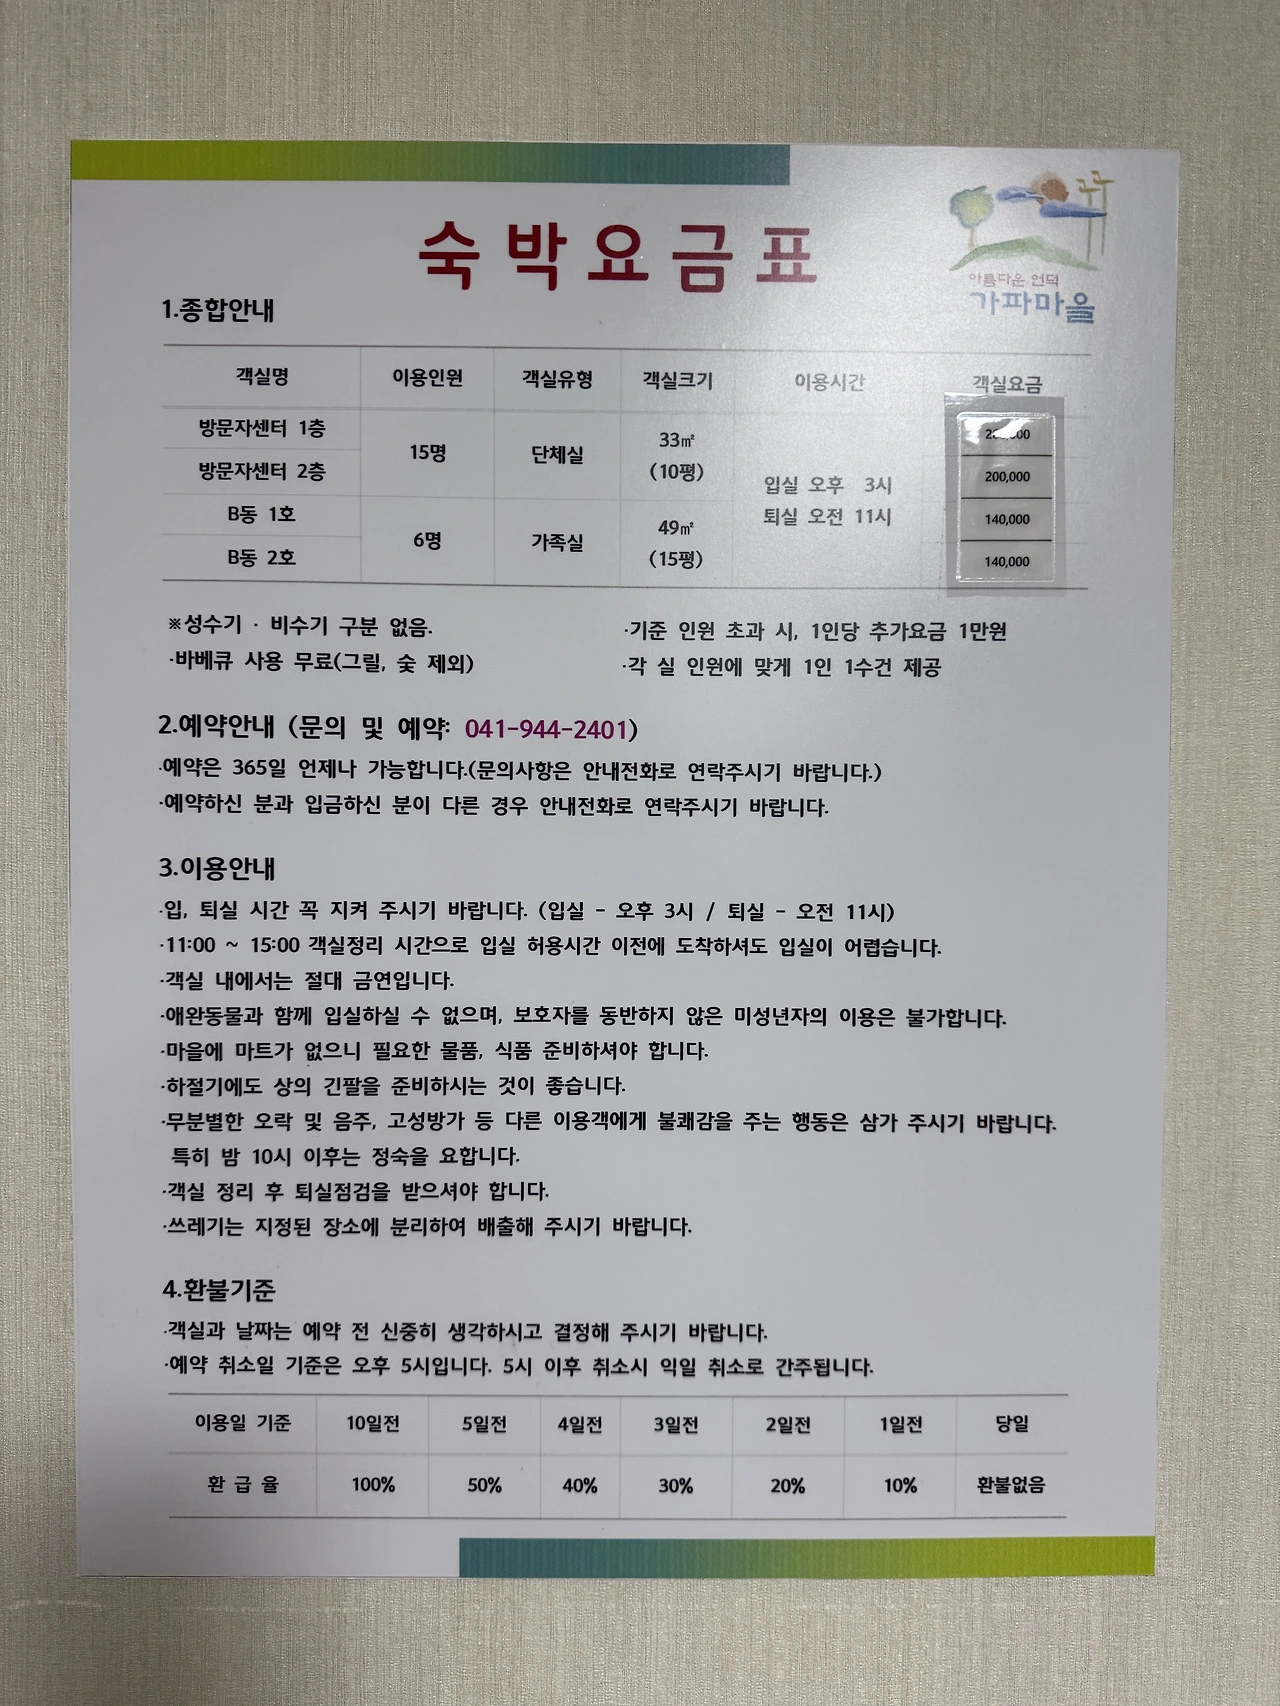 숙박요금표
아름다운 언덕
가파마을
1.종합안내
객실명 이용인원 객실유형 객실크기 이용시간 객실요금
방문자센터 1층
방문자센터 2층 200,000
15명 단체실 33㎡
(10평)
입실 오후 3시
퇴실 오전 11시
B동 1호 140,000
B동 2호 140,000
6명 가족실 49㎡
(15평)
※성수기 · 비수기 구분 없음.
·기준 인원 초과 시, 1인당 추가요금 1만원
·바베큐 사용 무료(그릴, 숯 제외)
·각 실 인원에 맞게 1인 1수건 제공
2.예약안내 (문의 및 예약: 041-944-2401)
·예약은 365일 언제나 가능합니다.(문의사항은 안내전화로 연락주시기 바랍니다.)
·예약하신 분과 입금하신 분이 다른 경우 안내전화로 연락주시기 바랍니다.
3.이용안내
·입, 퇴실 시간 꼭 지켜 주시기 바랍니다. (입실 - 오후 3시 / 퇴실 - 오전 11시)
·11:00 ~ 15:00 객실정리 시간으로 입실 허용시간 이전에 도착하셔도 입실이 어렵습니다.
·객실 내에서는 절대 금연입니다.
·애완동물과 함께 입실하실 수 없으며, 보호자를 동반하지 않은 미성년자의 이용은 불가합니다.
·마을에 마트가 없으니 필요한 물품, 식품 준비하셔야 합니다.
·하절기에도 상의 긴팔을 준비하시는 것이 좋습니다.
·무분별한 오락 및 음주, 고성방가 등 다른 이용객에게 불쾌감을 주는 행동은 삼가 주시기 바랍니다.
특히 밤 10시 이후는 정숙을 요합니다.
·객실 정리 후 퇴실점검을 받으셔야 합니다.
·쓰레기는 지정된 장소에 분리하여 배출해 주시기 바랍니다.
4.환불기준
·객실과 날짜는 예약 전 신중히 생각하시고 결정해 주시기 바랍니다.
·예약 취소일 기준은 오후 5시입니다. 5시 이후 취소시 익일 취소로 간주됩니다.
이용일 기준 10일전 5일전 4일전 3일전 2일전 1일전 당일
환 급 율 100% 50% 40% 30% 20% 10% 환불없음